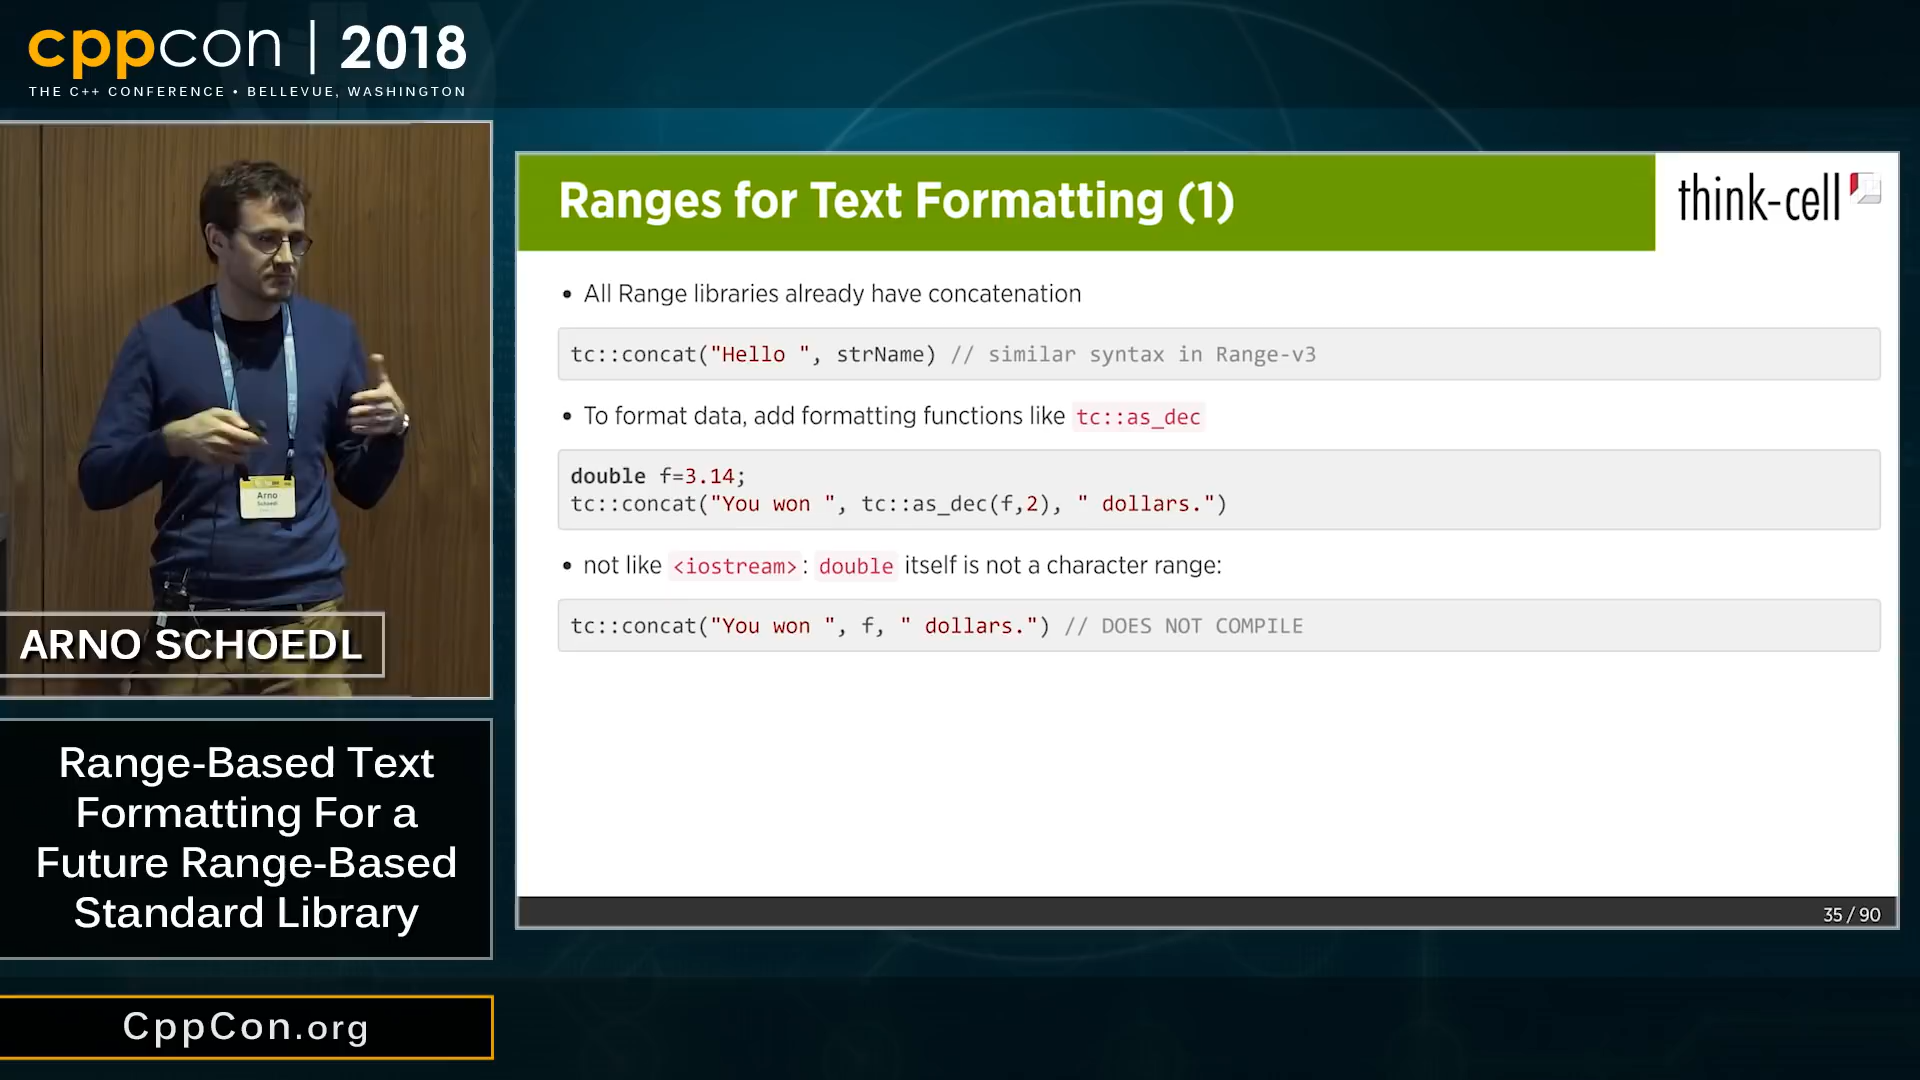 cppcon | 2018
THE C++ CONFERENCE • BELLEVUE, WASHINGTON
Arno
Schoedl
ARNO SCHOEDL
Range-Based Text
Formatting For a
Future Range-Based
Standard Library
CppCon.org
Ranges for Text Formatting (1)
think-cell
• All Range libraries already have concatenation
tc::concat("Hello ", strName) // similar syntax in Range-v3
• To format data, add formatting functions like tc::as_dec
double f=3.14;
tc::concat("You won ", tc::as_dec(f,2), " dollars.")
• not like <iostream>: double itself is not a character range:
tc::concat("You won ", f, " dollars.") // DOES NOT COMPILE
35 / 90